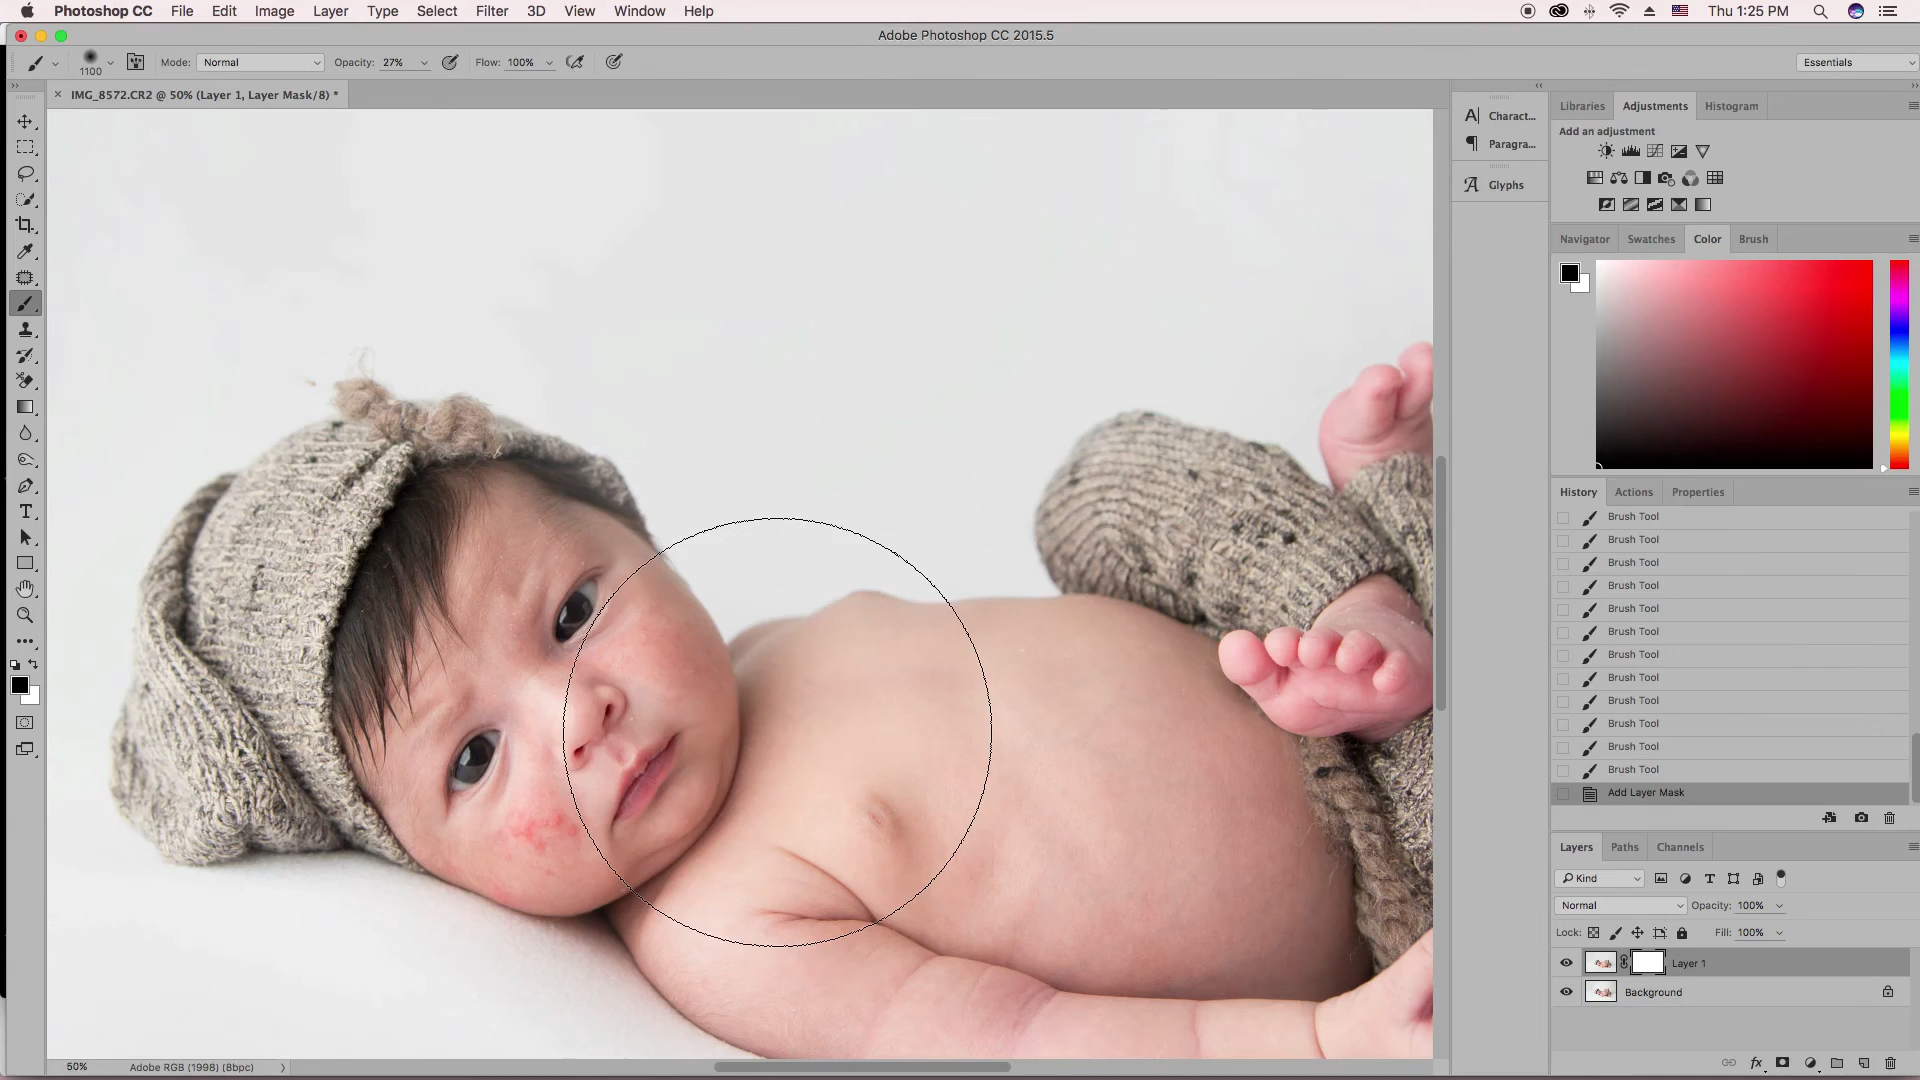 Photoshop CC File Edit Image Layer Type Select Filter 3D View Window Help Thu 1:25 PM
Adobe Photoshop CC 2015.5
1100 Mode: Normal Opacity: 27% Flow: 100% Essentials
IMG_8572.CR2 @ 50% (Layer 1, Layer Mask/8) *
Charact...
Paragra...
Glyphs
Libraries Adjustments Histogram
Add an adjustment
Navigator Swatches Color Brush
History Actions Properties
Brush Tool
Brush Tool
Brush Tool
Brush Tool
Brush Tool
Brush Tool
Brush Tool
Brush Tool
Brush Tool
Brush Tool
Brush Tool
Brush Tool
Add Layer Mask
Layers Paths Channels
Kind
Normal Opacity: 100%
Lock: Fill: 100%
Layer 1
Background
50% Adobe RGB (1998) (8bpc)